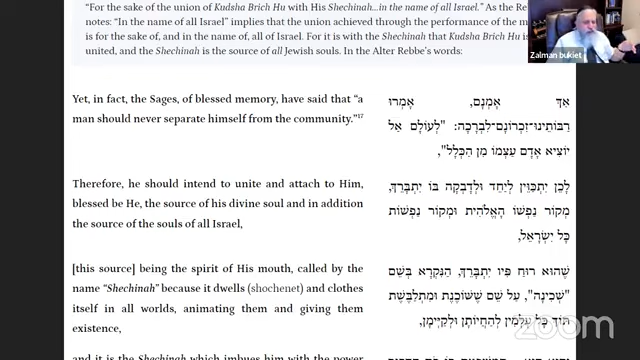 "For the sake of the union of Kudsha Brich Hu with His Shechinah...in the name of all Israel." As the Re
notes: "In the name of all Israel" implies that the union achieved through the performance of the m
is for the sake of, and in the name of, all of Israel. For it is with the Shechinah that Kudsha Brich Hu is
united, and the Shechinah is the source of all Jewish souls. In the Alter Rebbe's words:
Zalman bukiet
Yet, in fact, the Sages, of blessed memory, have said that "a
man should never separate himself from the community."17
אַךְ אָמְנָם, אָמְרוּ
רַבּוֹתֵינוּ־זִכְרוֹנָם־לִבְרָכָה: "לְעוֹלָם אַל
יוֹצִיא אָדָם עַצְמוֹ מִן הַכְּלָל",
Therefore, he should intend to unite and attach to Him,
blessed be He, the source of his divine soul and in addition
the source of the souls of all Israel,
לָכֵן יִתְכַּוֵּין לְיַחֵד וּלְדָבְקָה בּוֹ יִתְבָּרֵךְ,
מְקוֹר נַפְשׁוֹ הָאֱלֹהִית וּמְקוֹר נַפְשׁוֹת
כָּל יִשְׂרָאֵל,
[this source] being the spirit of His mouth, called by the
name "Shechinah" because it dwells (shochenet) and clothes
itself in all worlds, animating them and giving them
existence,
שֶׁהוּא רוּחַ פִּיו יִתְבָּרֵךְ, הַנִּקְרָא בְּשֵׁם
"שְׁכִינָה", עַל שֵׁם שֶׁשּׁוֹכֶנֶת וּמִתְלַבֶּשֶׁת
תּוֹךְ כָּל עָלְמִין לְהַחֲיוֹתָן וּלְקַיְּימָן,
and it is the Shechinah which imbues him with the power
zoom